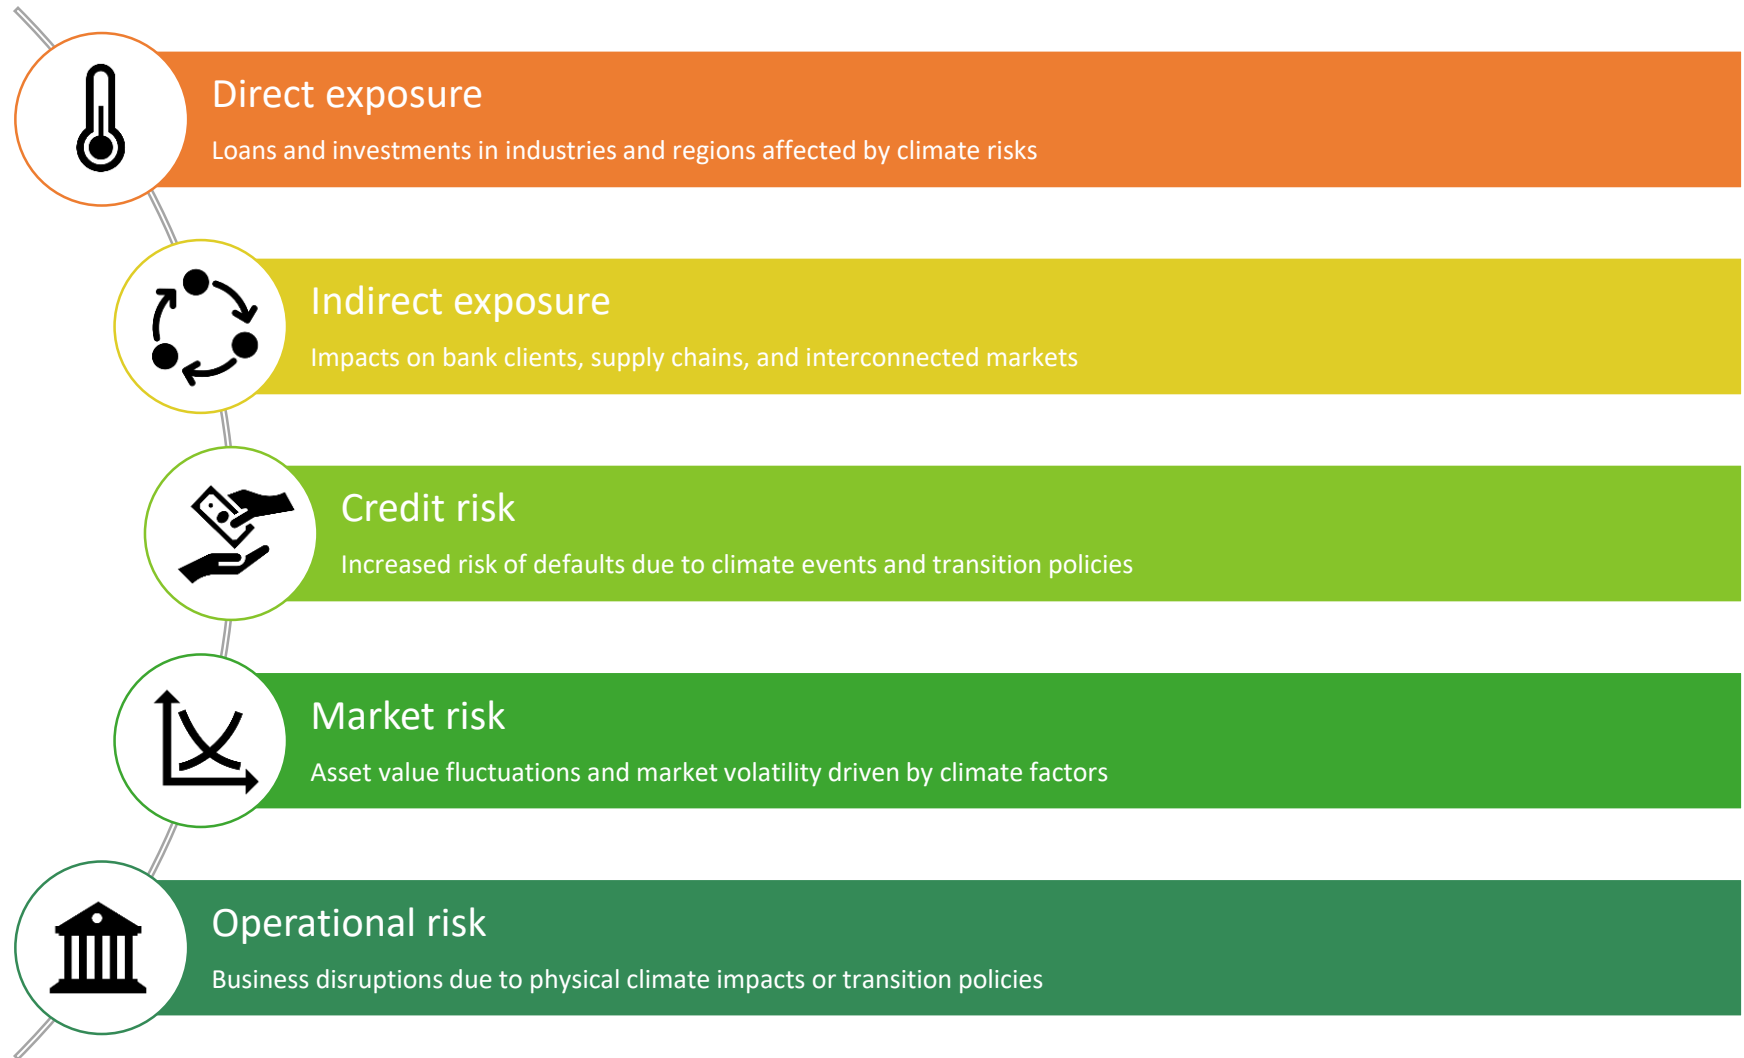 Direct exposure
Loans and investments in industries and regions affected by climate risks
Indirect exposure
Impacts on bank clients, supply chains, and interconnected markets
Credit risk
Increased risk of defaults due to climate events and transition policies
Market risk
Asset value fluctuations and market volatility driven by climate factors
Operational risk
Business disruptions due to physical climate impacts or transition policies